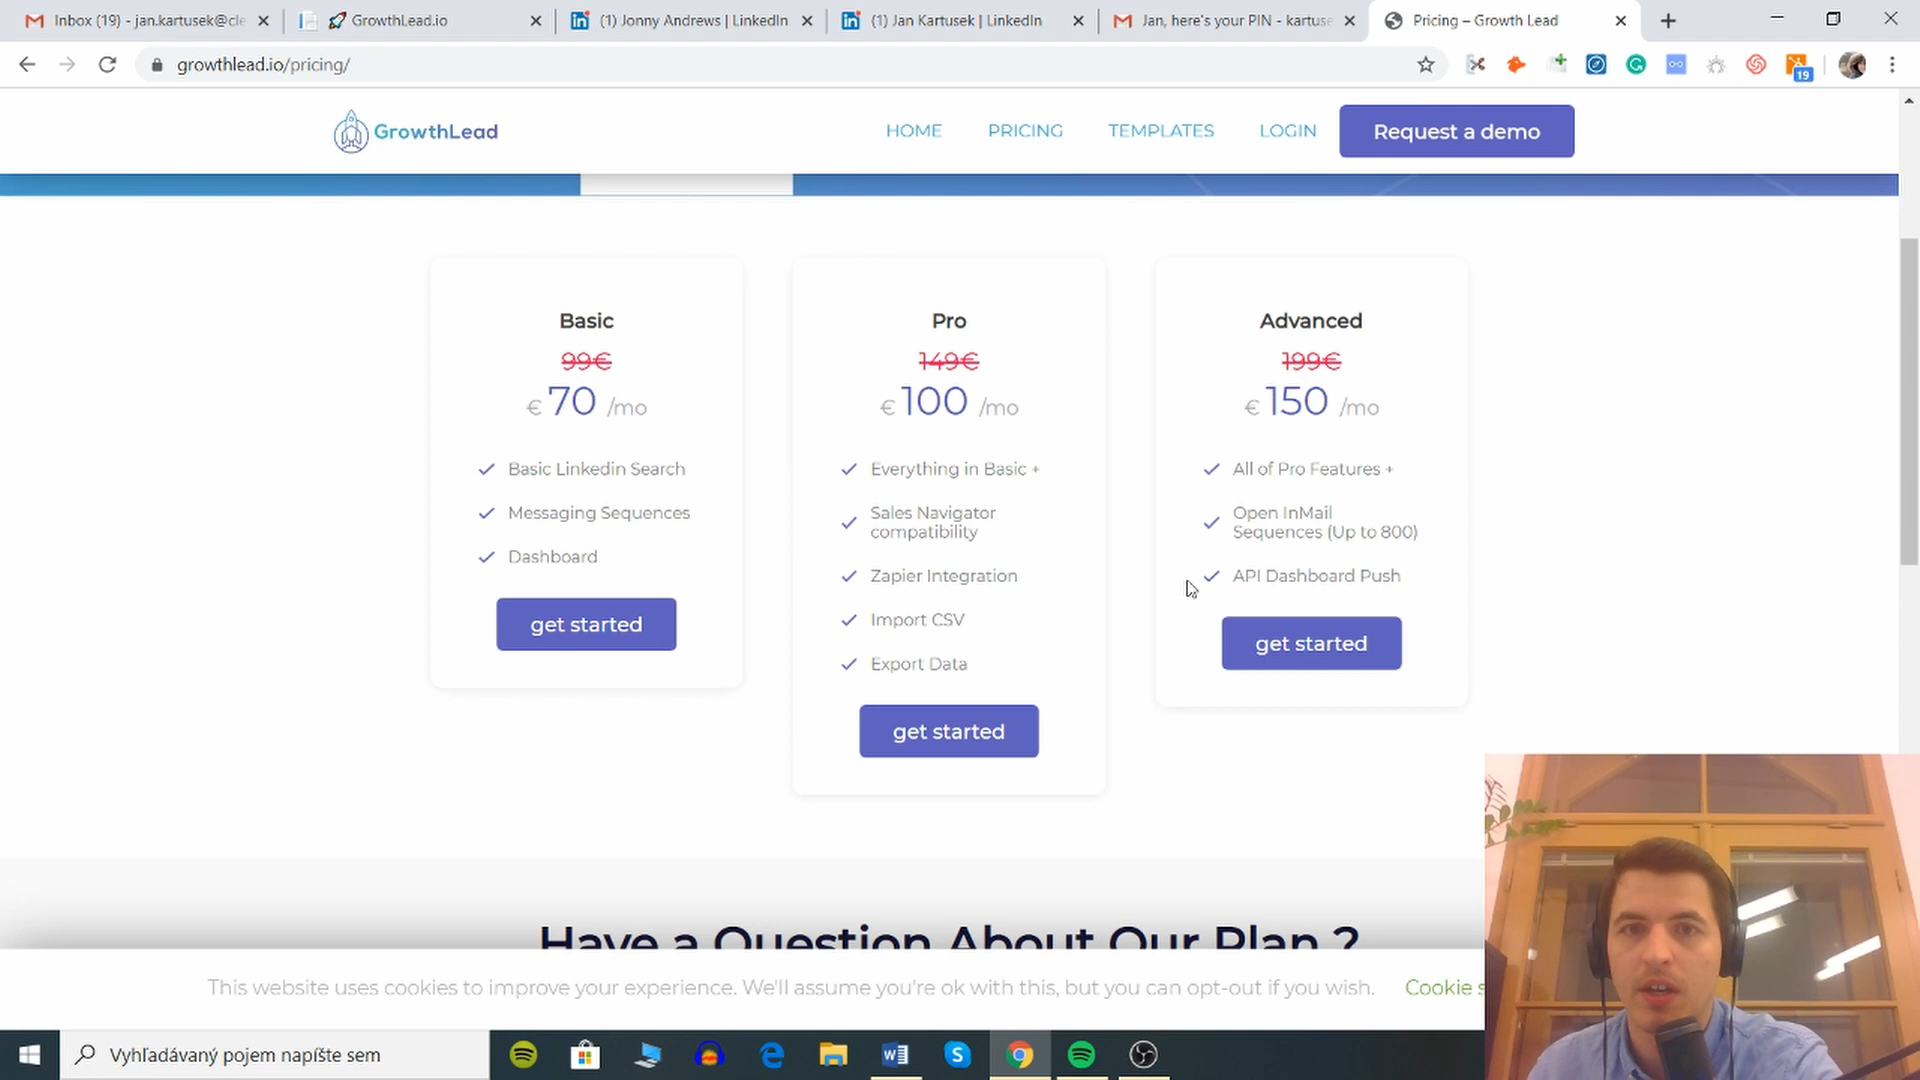 Inbox (19) - jan.kartusek@cle
GrowthLead.io
(1) Jonny Andrews | LinkedIn
(1) Jan Kartusek | LinkedIn
Jan, here's your PIN - kartuse
Pricing – Growth Lead
growthlead.io/pricing/
19
GrowthLead
HOME
PRICING
TEMPLATES
LOGIN
Request a demo
Basic
99€
€ 70 /mo
Basic Linkedin Search
Messaging Sequences
Dashboard
get started
Pro
149€
€ 100 /mo
Everything in Basic +
Sales Navigator
compatibility
Zapier Integration
Import CSV
Export Data
get started
Advanced
199€
€ 150 /mo
All of Pro Features +
Open InMail
Sequences (Up to 800)
API Dashboard Push
get started
Have a Question About Our Plan ?
This website uses cookies to improve your experience. We'll assume you're ok with this, but you can opt-out if you wish.
Cookie s
Vyhľadávaný pojem napíšte sem